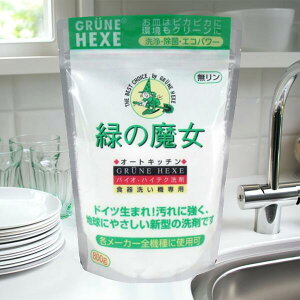 GRÜNE HEXE
お皿はピカピカに
環境もクリーンに
洗浄・除菌・エコパワー
無リン
THE BEST CHOICE, by GRÜNE HEXE
緑の魔女
オートキッチン
GRÜNE HEXE
バイオ・ハイテク洗剤
食器洗い機専用
ドイツ生まれ!汚れに強く、
地球にやさしい新型の洗剤です
各メーカー全機種に使用可
800g